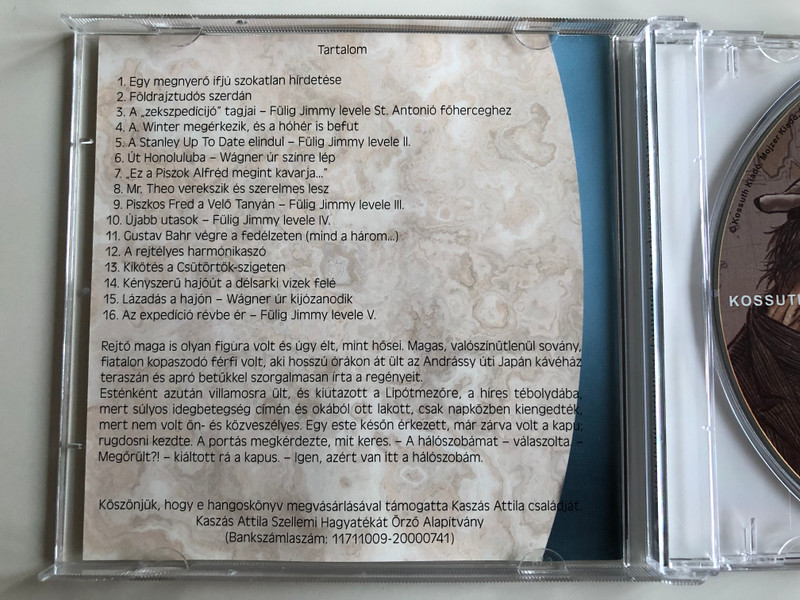 Tartalom
1. Egy megnyerő ifjú szokatlan hirdetése
2. Földrajztudós szerdán
3. A „zekszpedíció” tagjai – Fülig Jimmy levele St. Antonió főherceghez
4. A. Winter megérkezik, és a hóhér is befut
5. A Stanley Up To Date elindul – Fülig Jimmy levele II.
6. Út Honoluluba – Wágner úr színre lép
7. „Ez a Piszok Alfréd megint kavarja...”
8. Mr. Theo verekszik és szerelmes lesz
9. Piszkos Fred a Velő Tanyán – Fülig Jimmy levele III.
10. Újabb utasok – Fülig Jimmy levele IV.
11. Gustav Bahr végre a fedélzeten (mind a három...)
12. A rejtélyes harmónikaszó
13. Kikötés a Csütörtök-szigeten
14. Kényszerű hajóút a délsarki vizek felé
15. Lázadás a hajón – Wágner úr kijózanodik
16. Az expedíció révbe ér – Fülig Jimmy levele V.
Rejtő maga is olyan figura volt és úgy élt, mint hősei. Magas, valószínűtlenül sovány,
fiatalon kopaszodó férfi volt, aki hosszú órákon át ült az Andrássy úti Japán kávéház
teraszán és apró betűkkel szorgalmasan írta a regényeit.
Esténként azután villamosra ült, és kiutazott a Lipótmezőre, a híres tébolydába,
mert súlyos idegbetegség címén és okából ott lakott, csak napközben kiengedték,
mert nem volt ön- és közveszélyes. Egy este későn érkezett, már zárva volt a kapu;
rugdosni kezdte. A portás megkérdezte, mit keres. – A hálószobámat – válaszolta. –
Megőrült?! – kiáltott rá a kapus. – Igen, azért van itt a hálószobám.
Köszönjük, hogy e hangoskönyv megvásárlásával támogatta Kaszás Attila családját.
Kaszás Attila Szellemi Hagyatékát Őrző Alapítvány
(Bankszámlaszám: 11711009-20000741)
© Kossuth Kiadó, Mojzer Kiadó
KOSSUTH